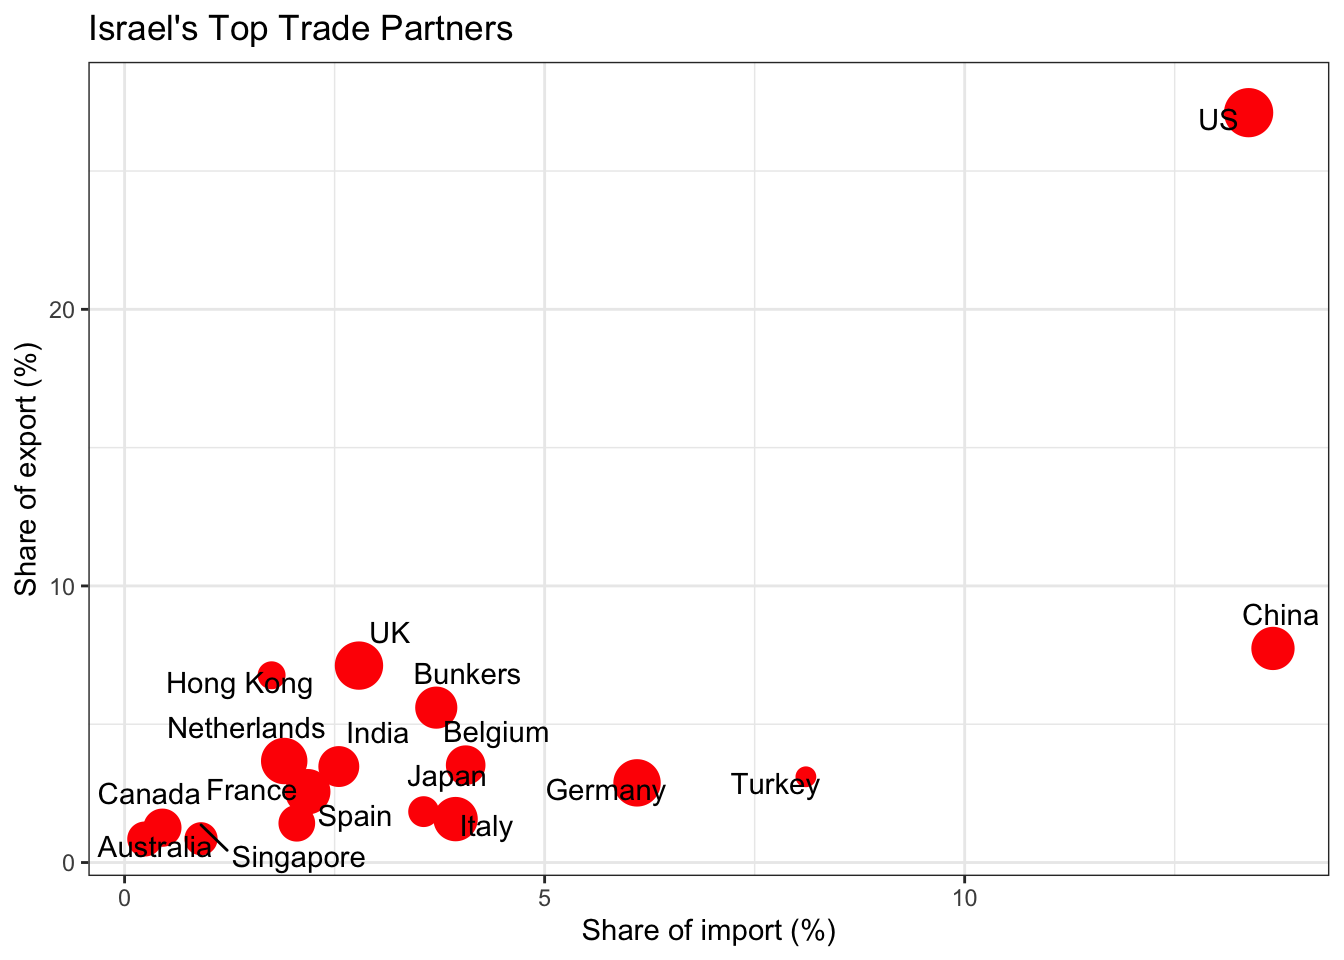 Israel's Top Trade Partners
US
20
Share of export (%)
10
China
UK
Bunkers
Hong Kong
Netherlands
India
Belgium
Japan
Germany
Turkey
Canada
France
Spain
Italy
Australia
Singapore
0
0
5
10
Share of import (%)